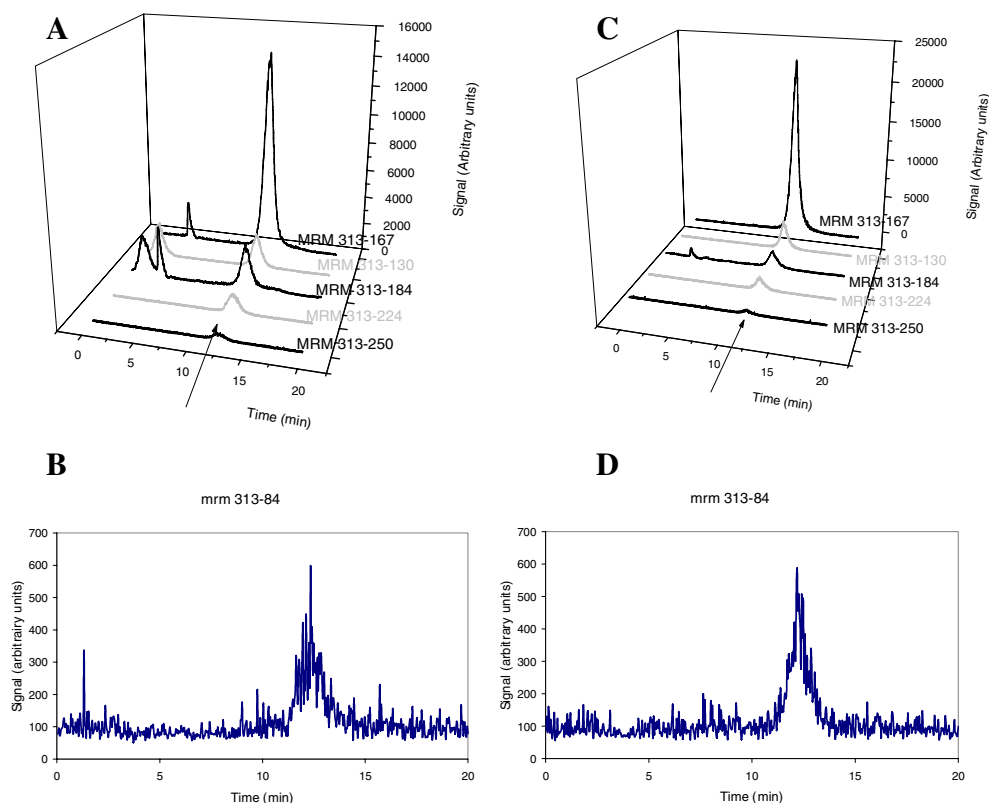 A
16000
14000
12000
10000
8000
6000
4000
2000
0
Signal (Arbitrary units)
MRM 313-167
MRM 313-130
MRM 313-184
MRM 313-224
MRM 313-250
0
5
10
15
20
Time (min)
C
25000
20000
15000
10000
5000
0
Signal (Arbitrary units)
MRM 313-167
MRM 313-130
MRM 313-184
MRM 313-224
MRM 313-250
0
5
10
15
20
Time (min)
B
mrm 313-84
700
600
500
400
300
200
100
0
Signal (arbitrairy units)
0 5 10 15 20
Time (min)
D
mrm 313-84
700
600
500
400
300
200
100
0
Signal (arbitrary units)
0 5 10 15 20
Time (min)